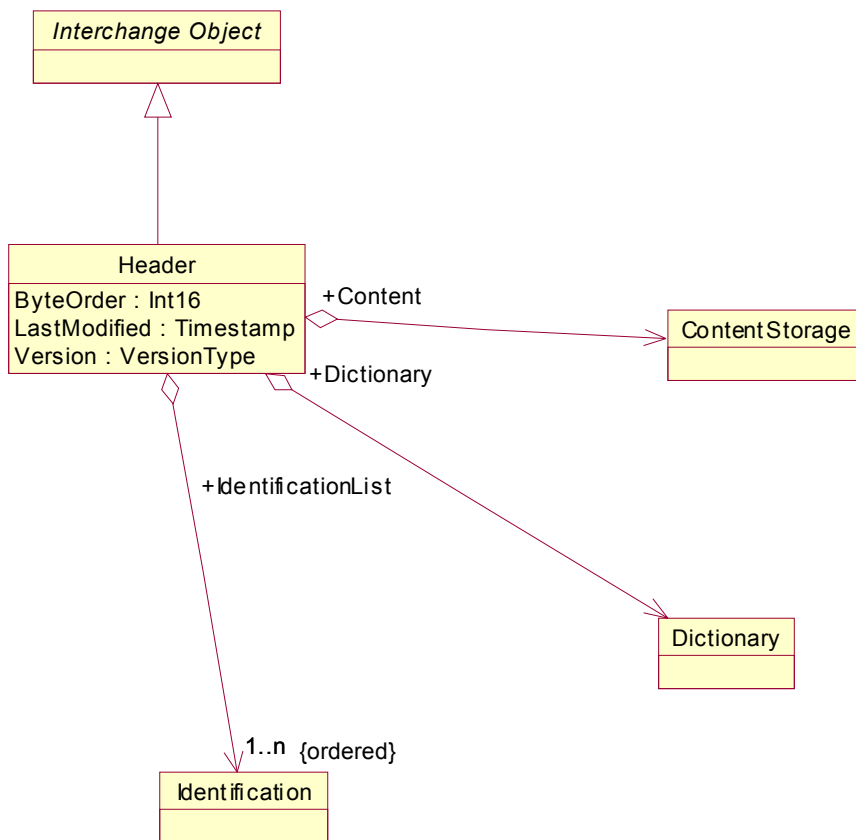 Interchange Object
Header
ByteOrder : Int16
LastModified : Timestamp
Version : VersionType
+Content
ContentStorage
+Dictionary
+IdentificationList
Dictionary
1..n {ordered}
Identification